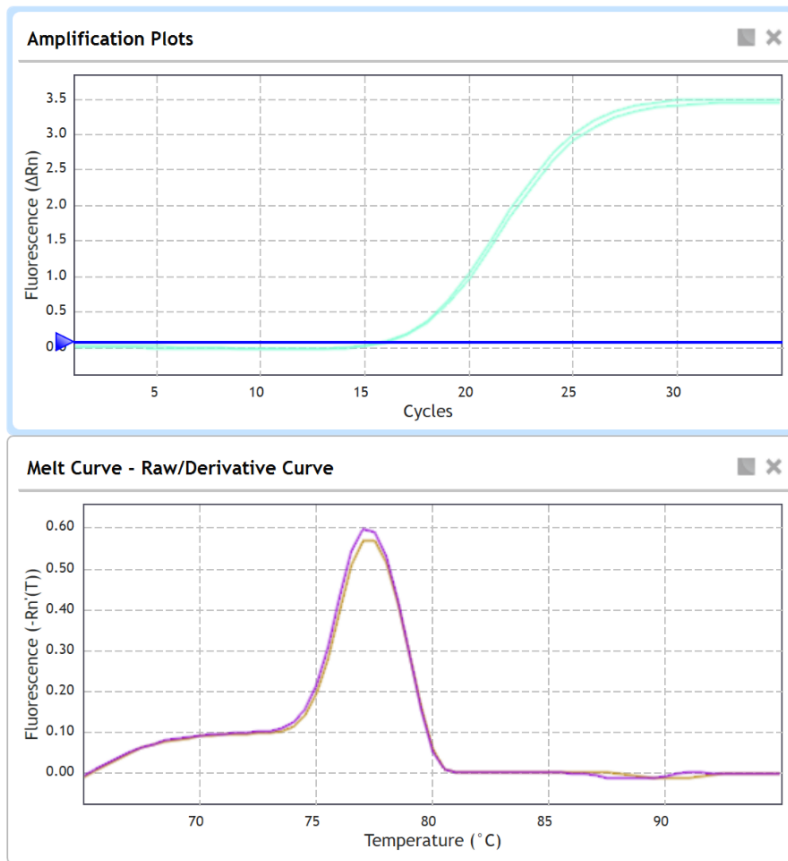 Amplification Plots
Fluorescence (ΔRn)
3.5
3.0
2.5
2.0
1.5
1.0
0.5
5 10 15 20 25 30
Cycles
Melt Curve - Raw/Derivative Curve
Fluorescence (-Rn'(T))
0.60
0.50
0.40
0.30
0.20
0.10
0.00
70 75 80 85 90
Temperature (°C)